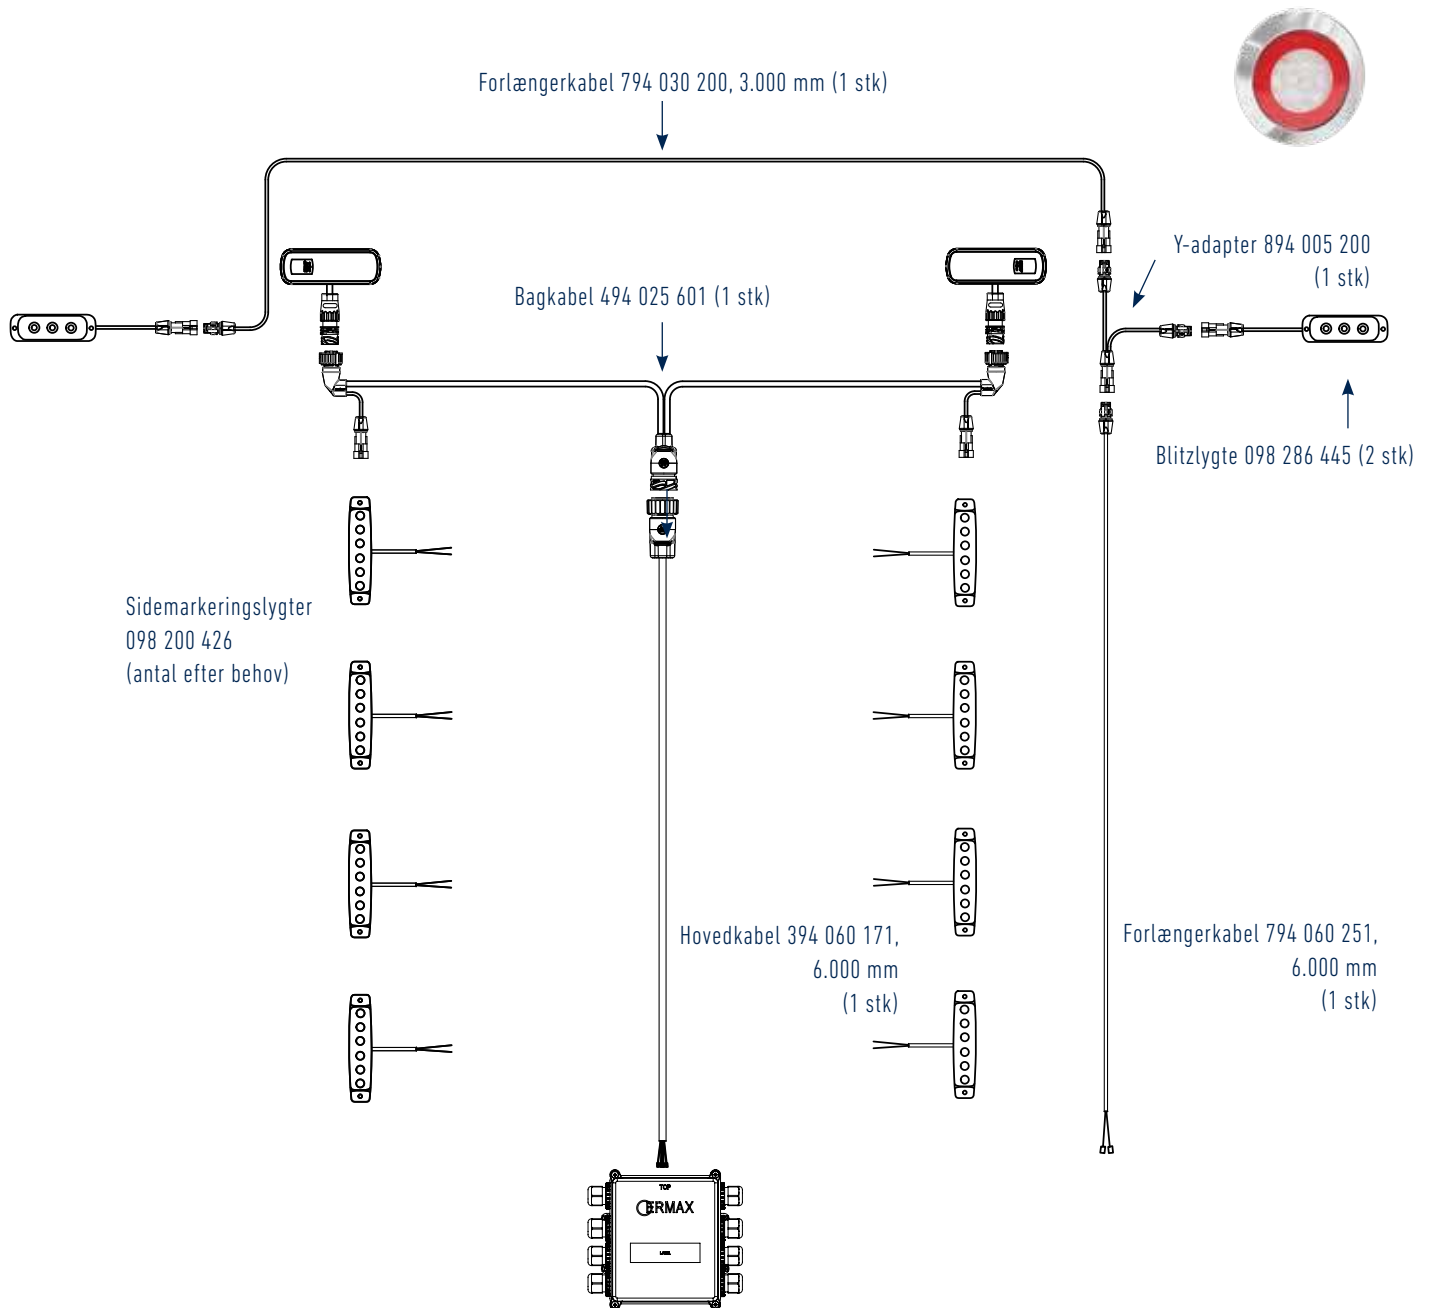 Forlængerkabel 794 030 200, 3.000 mm (1 stk)
Y-adapter 894 005 200
(1 stk)
Bagkabel 494 025 601 (1 stk)
Blitzlygte 098 286 445 (2 stk)
Sidemarkeringslygter
098 200 426
(antal efter behov)
Hovedkabel 394 060 171,
6.000 mm
(1 stk)
Forlængerkabel 794 060 251,
6.000 mm
(1 stk)
TOP
ERMAX
LABEL